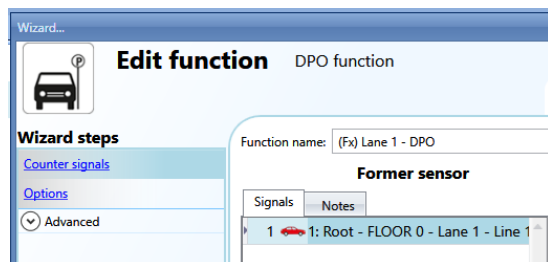 Wizard...
P
Edit function DPO function
Wizard steps
Counter signals
Options
Advanced
Function name: (Fx) Lane 1 - DPO
Former sensor
Signals Notes
1 1: Root - FLOOR 0 - Lane 1 - Line 1